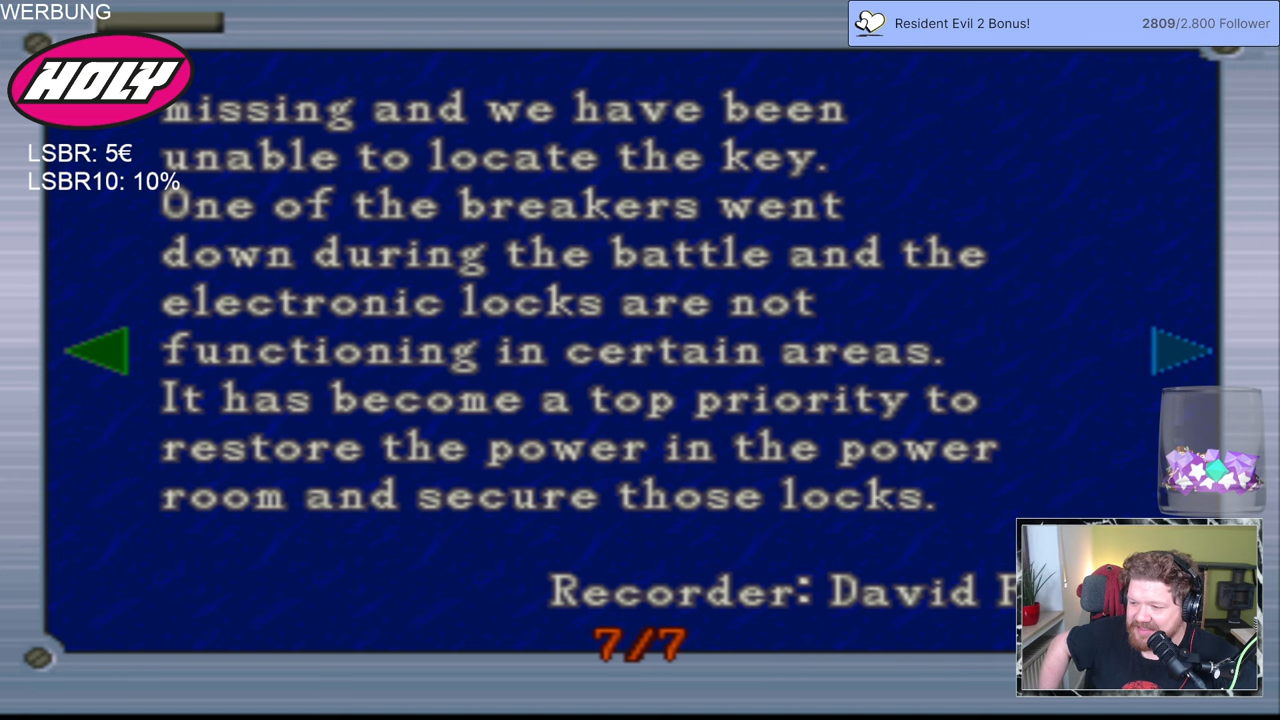 WERBUNG
HOLY
LSBR: 5€
LSBR10: 10%
Resident Evil 2 Bonus!
2809/2.800 Follower
missing and we have been
unable to locate the key.
One of the breakers went
down during the battle and the
electronic locks are not
functioning in certain areas.
It has become a top priority to
restore the power in the power
room and secure those locks.
Recorder: David
7/7